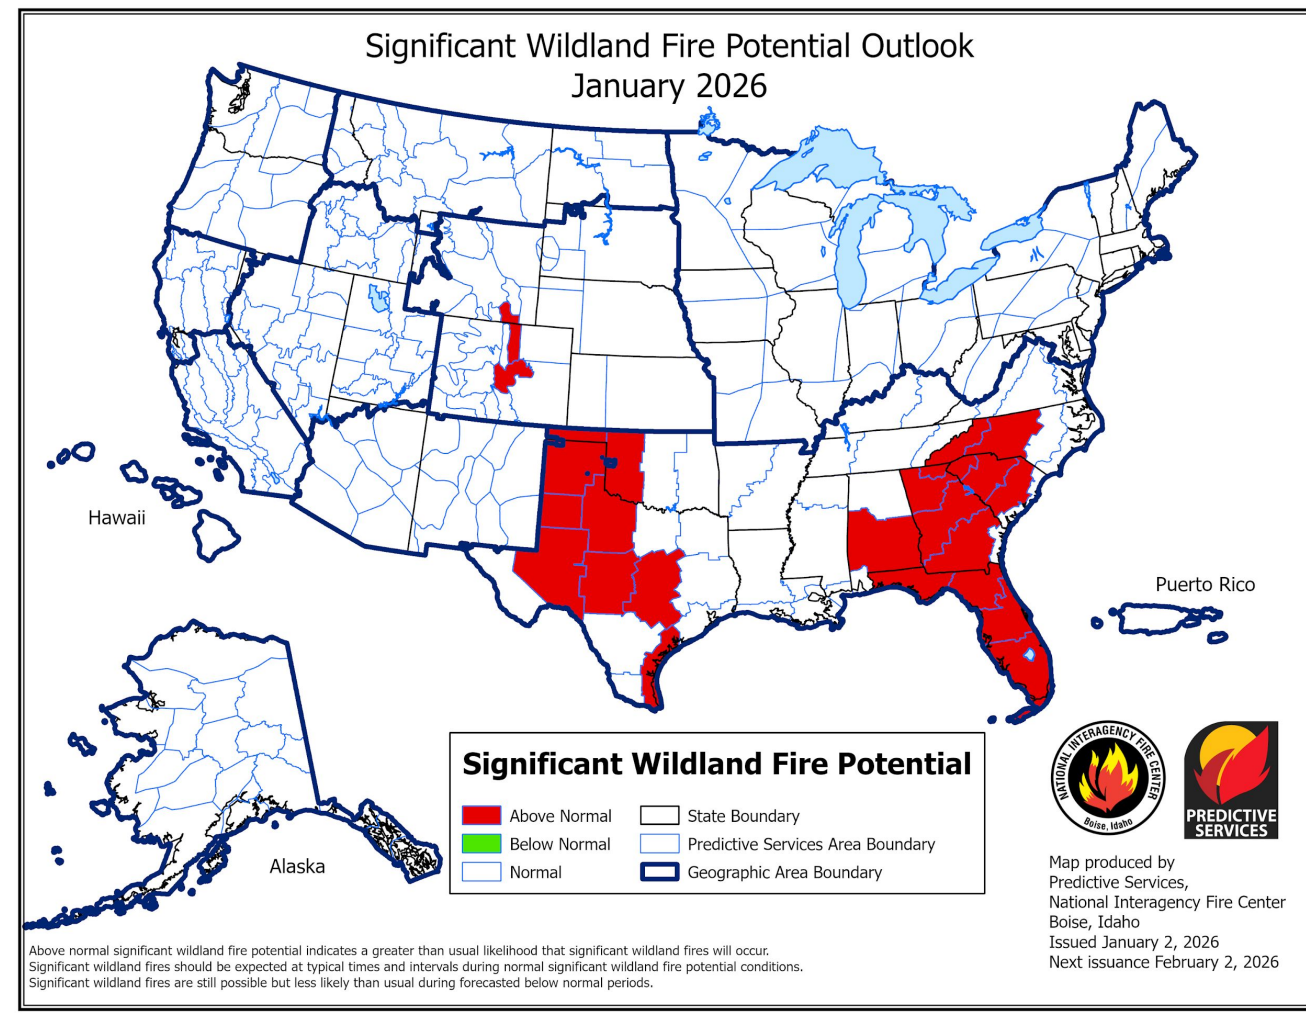 Significant Wildland Fire Potential Outlook
January 2026
Hawaii
Puerto Rico
Alaska
Significant Wildland Fire Potential
Above Normal
Below Normal
Normal
State Boundary
Predictive Services Area Boundary
Geographic Area Boundary
NATIONAL INTERAGENCY FIRE CENTER
Boise, Idaho
PREDICTIVE
SERVICES
Map produced by
Predictive Services,
National Interagency Fire Center
Boise, Idaho
Issued January 2, 2026
Next issuance February 2, 2026
Above normal significant wildland fire potential indicates a greater than usual likelihood that significant wildland fires will occur.
Significant wildland fires should be expected at typical times and intervals during normal significant wildland fire potential conditions.
Significant wildland fires are still possible but less likely than usual during forecasted below normal periods.